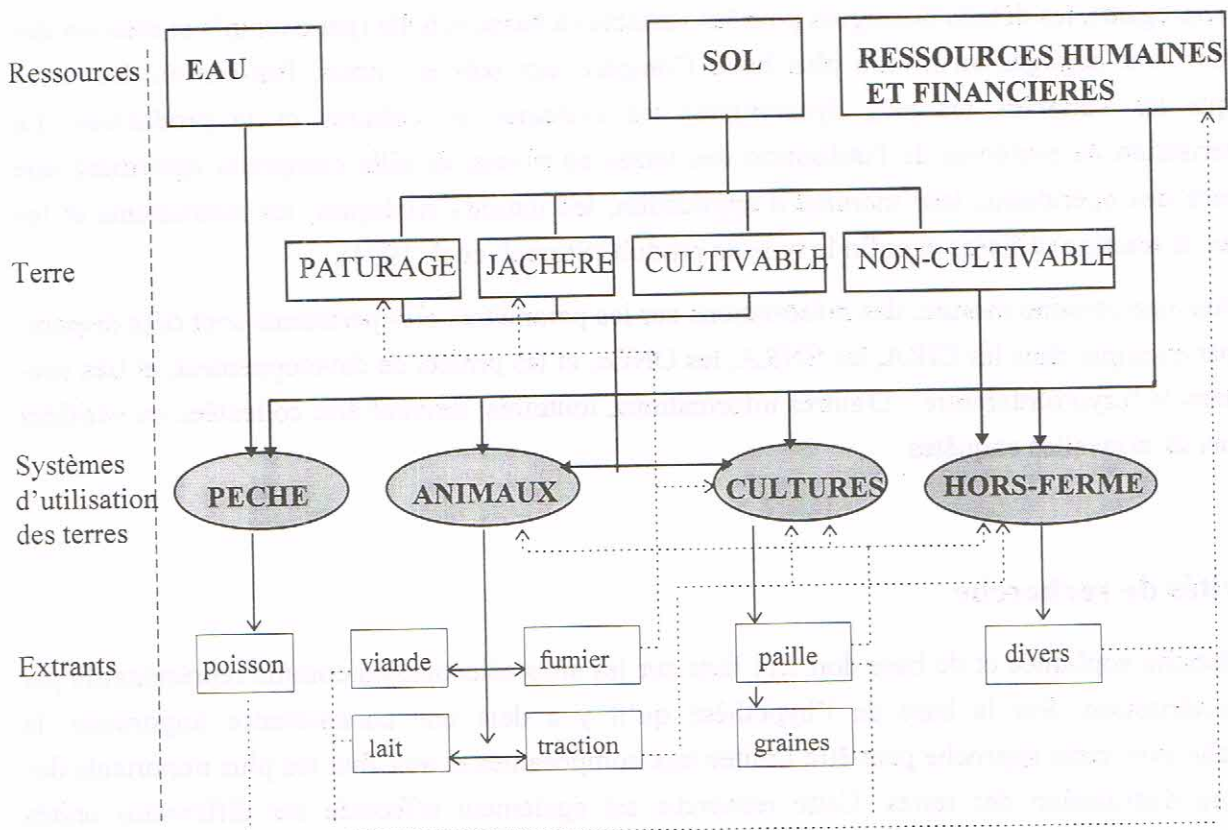 Ressources
EAU
SOL
RESSOURCES HUMAINES
ET FINANCIERES
Terre
PATURAGE
JACHERE
CULTIVABLE
NON-CULTIVABLE
Systèmes
d'utilisation
des terres
PECHE
ANIMAUX
CULTURES
HORS-FERME
Extrants
poisson
viande
fumier
paille
divers
lait
traction
graines